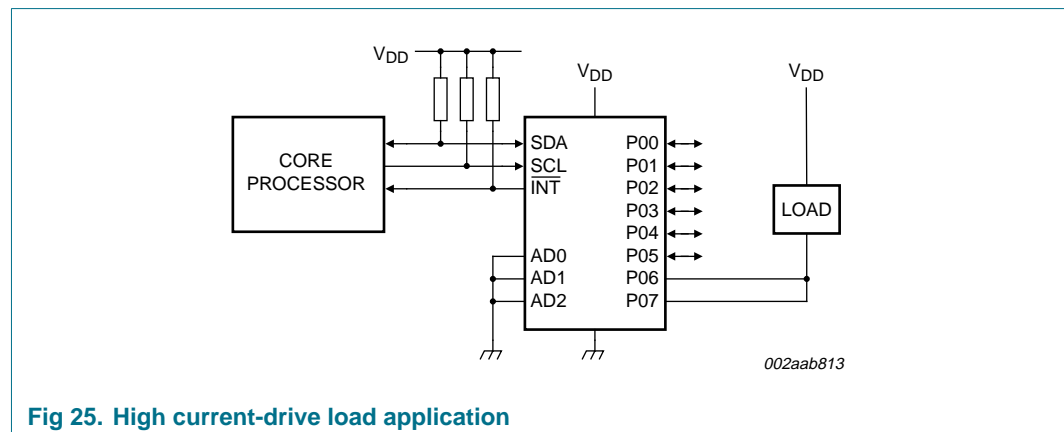 VDD
VDD
VDD
CORE
PROCESSOR
SDA
SCL
INT
AD0
AD1
AD2
P00
P01
P02
P03
P04
P05
P06
P07
LOAD
002aab813
Fig 25. High current-drive load application